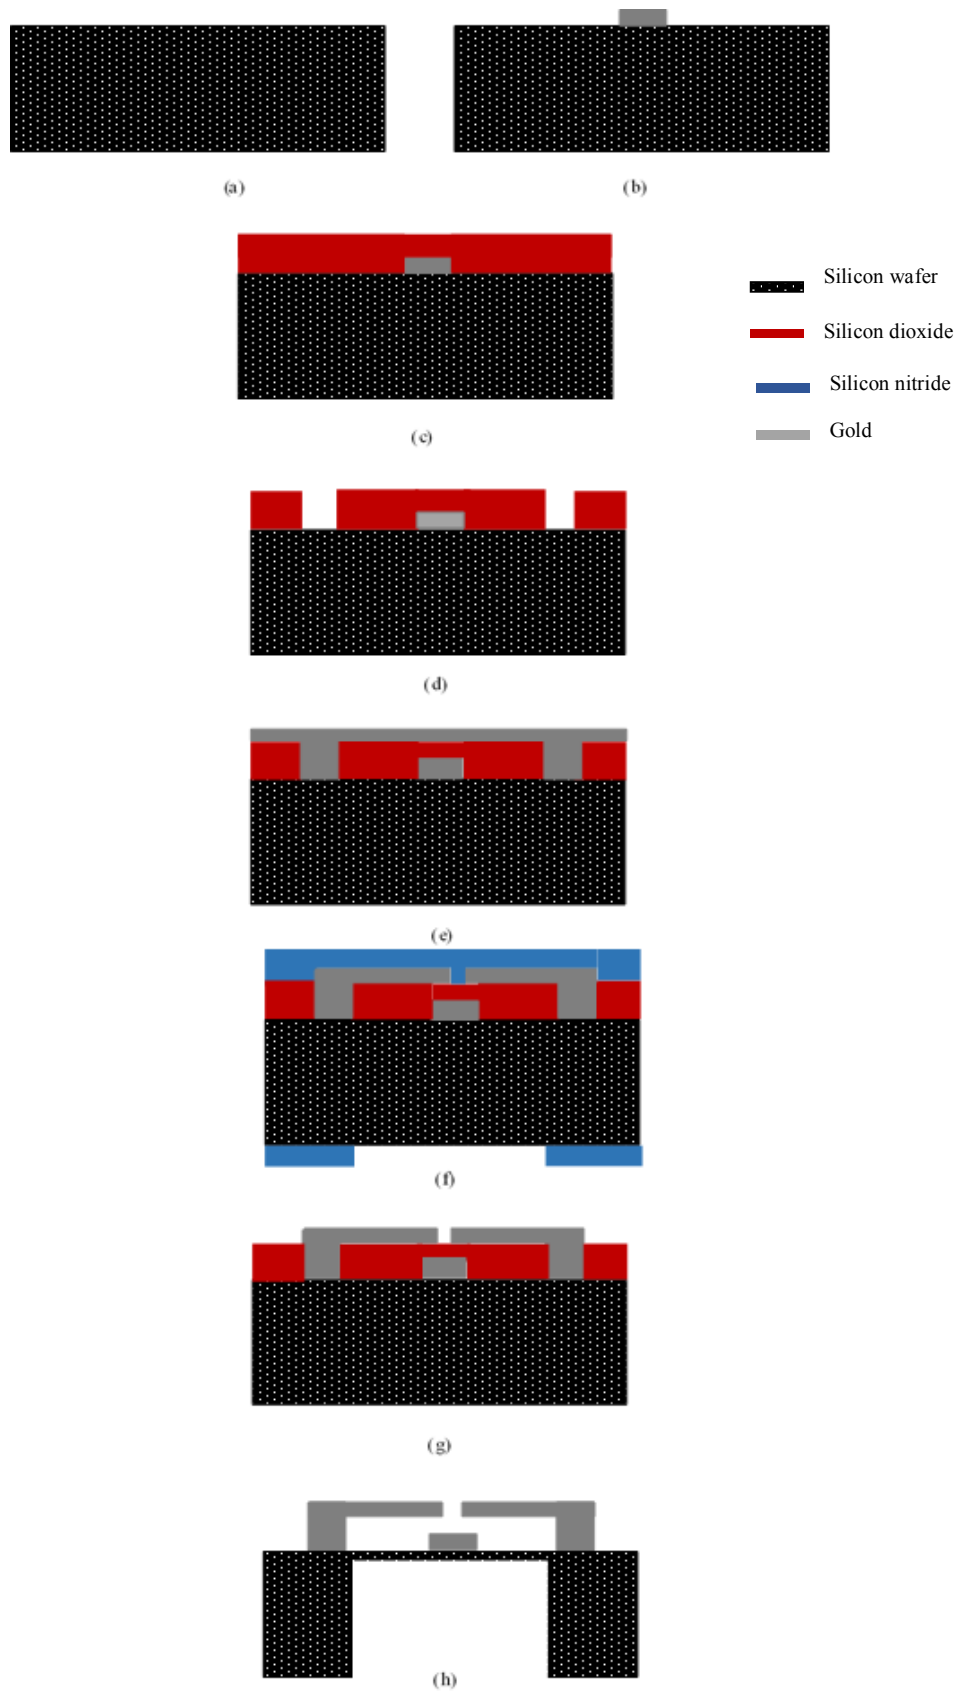 (a)
(b)
Silicon wafer
Silicon dioxide
Silicon nitride
Gold
(c)
(d)
(e)
(f)
(g)
(h)